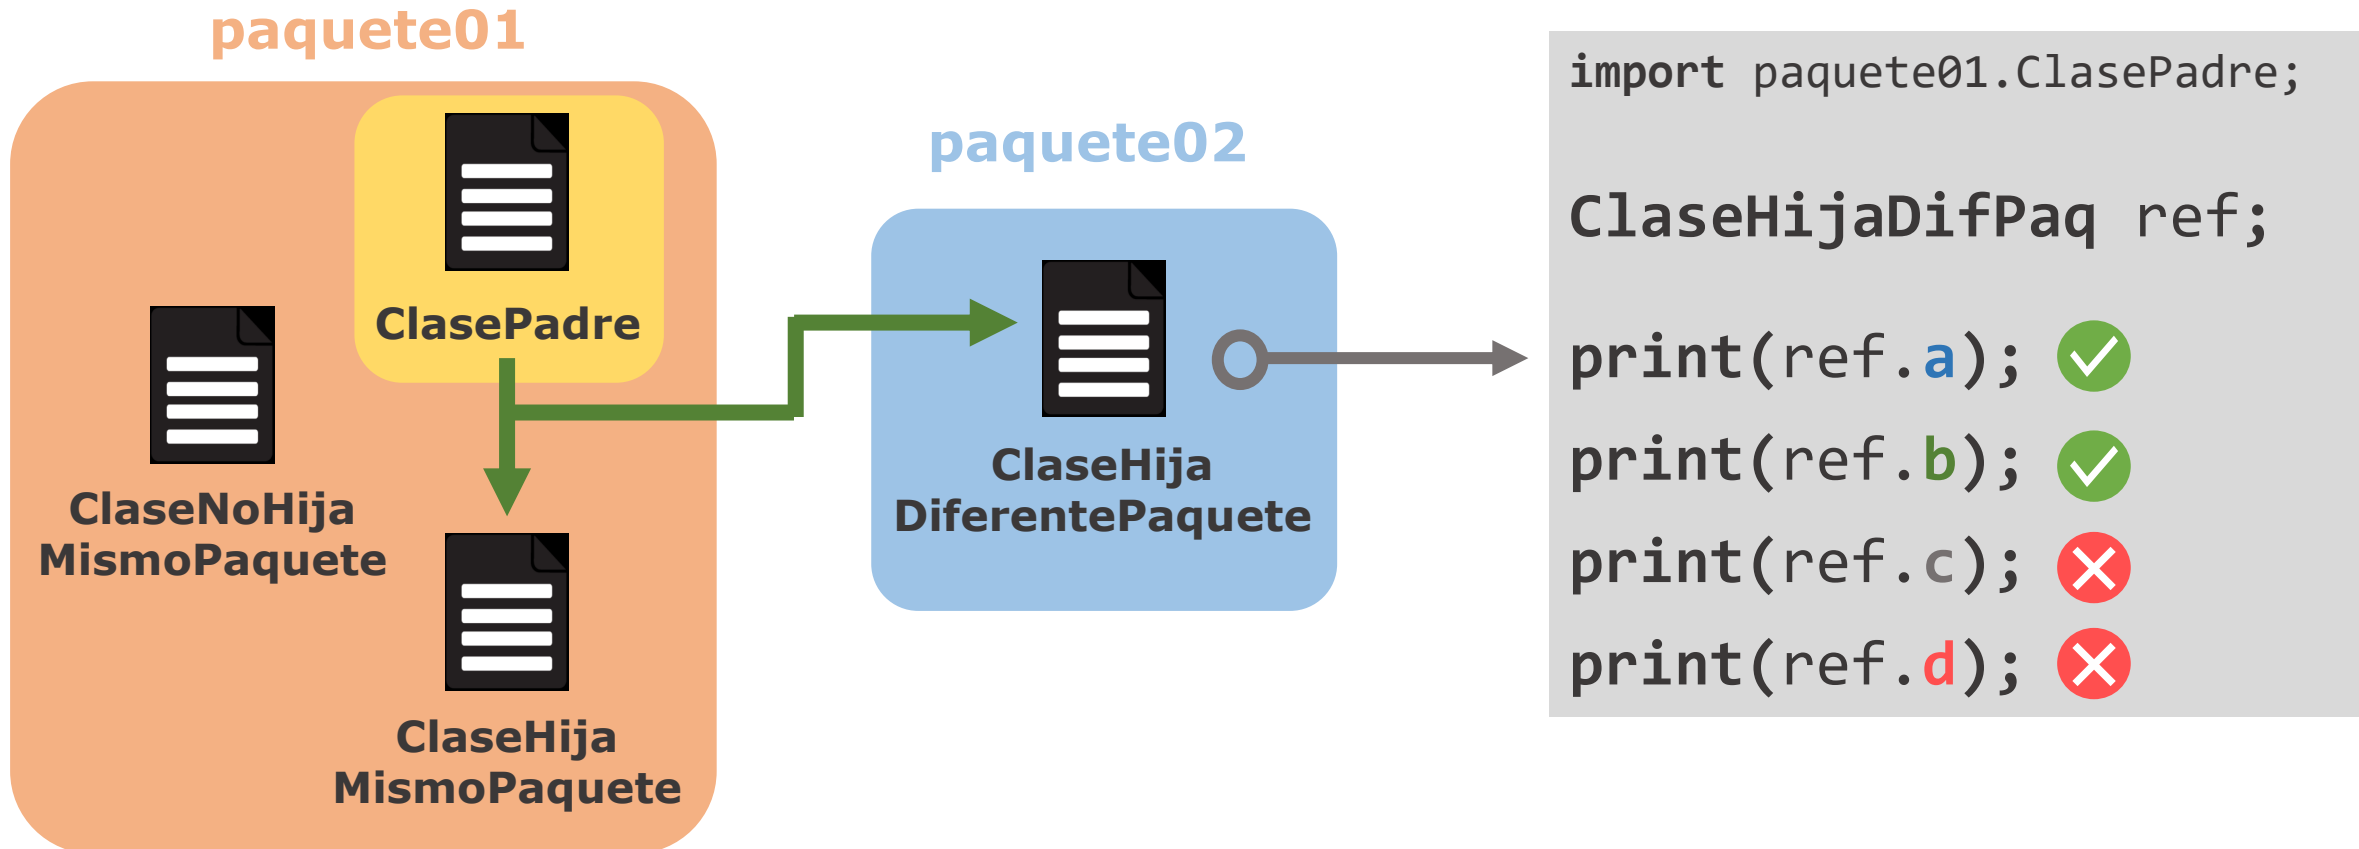 paquete01
ClasePadre
ClaseNoHija
MismoPaquete
ClaseHija
MismoPaquete
paquete02
ClaseHija
DiferentePaquete
import paquete01.ClasePadre;
ClaseHijaDifPaq ref;
print(ref.a);
print(ref.b);
print(ref.c);
print(ref.d);